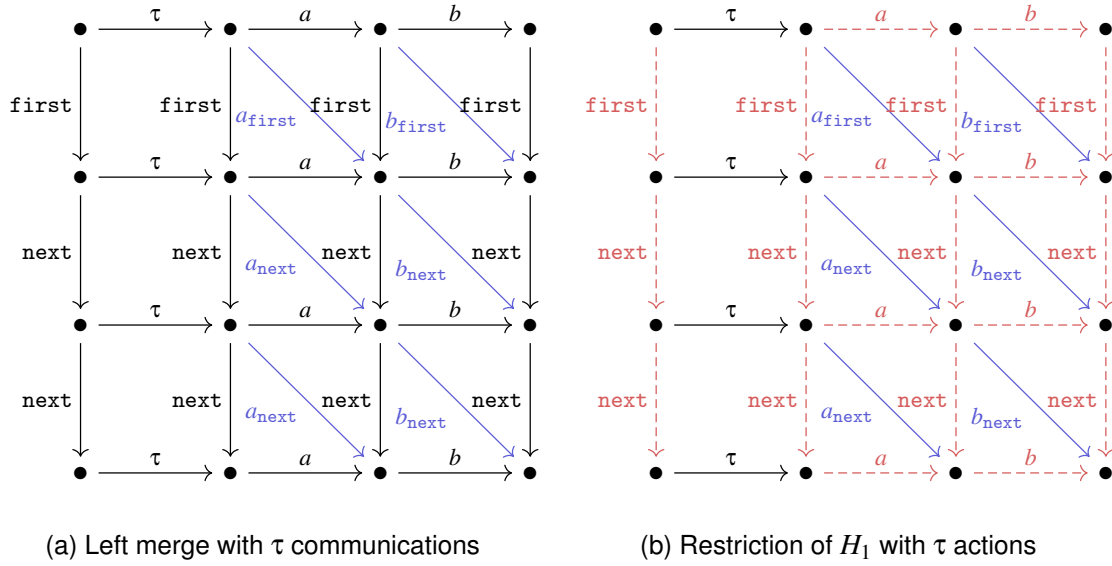 τ a b τ a b
first first first first first first first first
a_first b_first a_first b_first
τ a b τ a b
next next next next next next next next
a_next b_next a_next b_next
τ a b τ a b
next next next next next next next next
a_next b_next a_next b_next
τ a b τ a b
(a) Left merge with τ communications
(b) Restriction of H₁ with τ actions